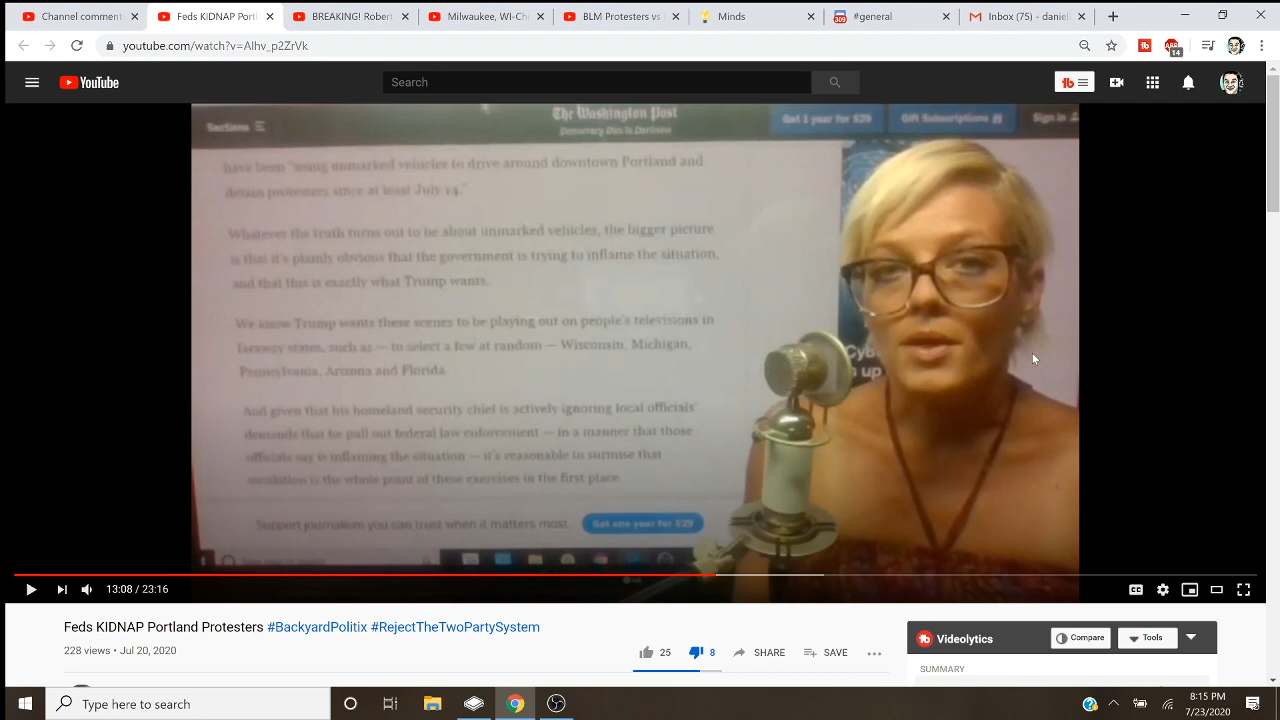 Channel comment
Feds KIDNAP Portl
BREAKING! Robert
Milwaukee, WI-Ch
BLM Protesters vs
Minds
#general
Inbox (75) - daniell
youtube.com/watch?v=AIhv_p2ZrVk
14
YouTube
Search
The Washington Post
Democracy Dies in Darkness
Sections
Get 1 year for $29
Gift Subscriptions
Sign in
have been "using unmarked vehicles to drive around downtown Portland and
detain protesters since at least July 14."
Whatever the truth turns out to be about unmarked vehicles, the bigger picture
is that it's plainly obvious that the government is trying to inflame the situation,
and that this is exactly what Trump wants.
We know Trump wants these scenes to be playing out on people's televisions in
faraway states, such as — to select a few at random — Wisconsin, Michigan,
Pennsylvania, Arizona and Florida.
And given that his homeland security chief is actively ignoring local officials'
demands that he pull out federal law enforcement — in a manner that those
officials say is inflaming the situation — it's reasonable to surmise that
escalation is the whole point of these exercises in the first place.
Support journalism you can trust when it matters most.
Get one year for $29
13:08 / 23:16
Feds KIDNAP Portland Protesters #BackyardPolitix #RejectTheTwoPartySystem
228 views • Jul 20, 2020
25
8
SHARE
SAVE
Videolytics
Compare
Tools
SUMMARY
Type here to search
8:15 PM
7/23/2020